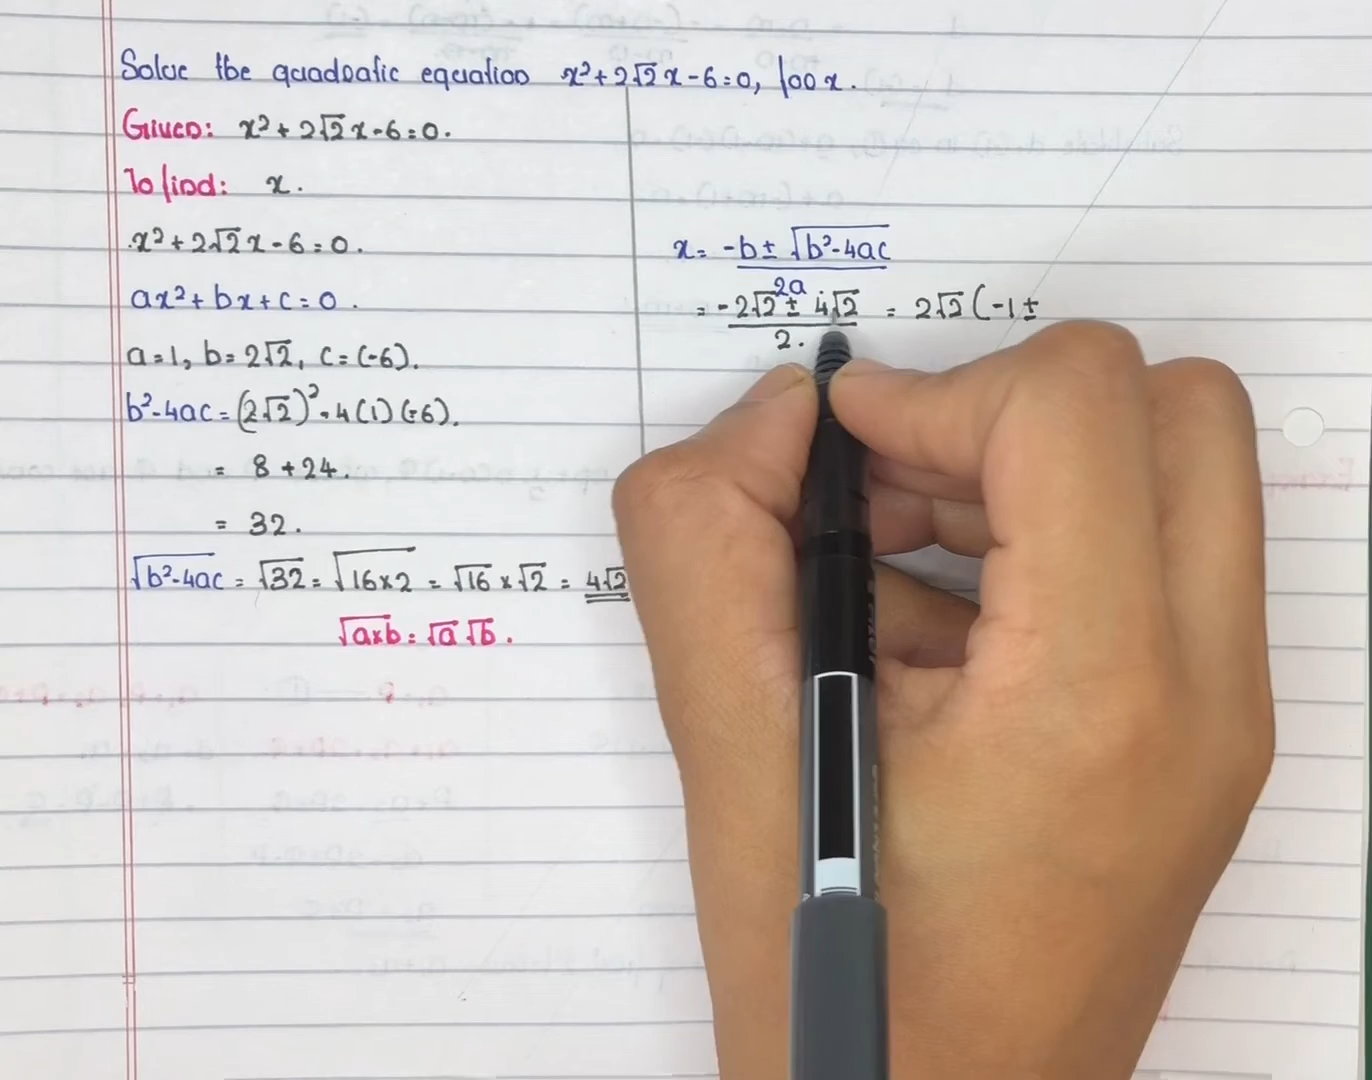 Solve the quadratic equation x² + 2√2 x - 6 = 0, for x.
Given: x² + 2√2 x - 6 = 0.
To find: x.
x² + 2√2 x - 6 = 0.
ax² + bx + c = 0.
a = 1, b = 2√2, c = (-6).
b² - 4ac = (2√2)² - 4(1)(-6).
= 8 + 24.
= 32.
√(b² - 4ac) = √32 = √(16×2) = √16 × √2 = 4√2
√(a×b) = √a √b.
x = (-b ± √(b² - 4ac)) / 2a
= (-2√2 ± 4√2) / 2. = 2√2 (-1 ±